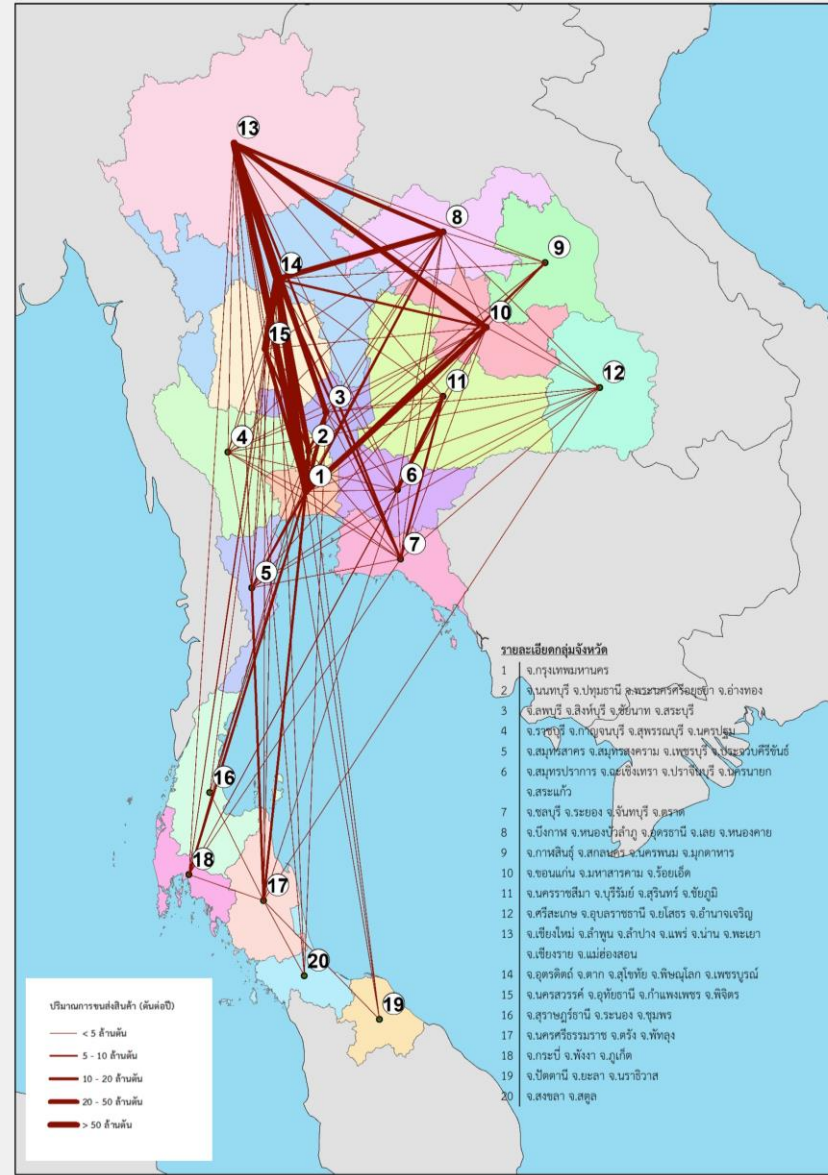 13
8
14
9
10
15
11
12
3
4
2
1
6
7
5
16
18
17
20
19
รายละเอียดกลุ่มจังหวัด
1 จ.กรุงเทพมหานคร
2 จ.นนทบุรี จ.ปทุมธานี จ.พระนครศรีอยุธยา จ.อ่างทอง
3 จ.ลพบุรี จ.สิงห์บุรี จ.ชัยนาท จ.สระบุรี
4 จ.ราชบุรี จ.กาญจนบุรี จ.สุพรรณบุรี จ.นครปฐม
5 จ.สมุทรสาคร จ.สมุทรสงคราม จ.เพชรบุรี จ.ประจวบคีรีขันธ์
6 จ.สมุทรปราการ จ.ฉะเชิงเทรา จ.ปราจีนบุรี จ.นครนายก
จ.สระแก้ว
7 จ.ชลบุรี จ.ระยอง จ.จันทบุรี จ.ตราด
8 จ.บึงกาฬ จ.หนองบัวลำภู จ.อุดรธานี จ.เลย จ.หนองคาย
9 จ.กาฬสินธุ์ จ.สกลนคร จ.นครพนม จ.มุกดาหาร
10 จ.ขอนแก่น จ.มหาสารคาม จ.ร้อยเอ็ด
11 จ.นครราชสีมา จ.บุรีรัมย์ จ.สุรินทร์ จ.ชัยภูมิ
12 จ.ศรีสะเกษ จ.อุบลราชธานี จ.ยโสธร จ.อำนาจเจริญ
13 จ.เชียงใหม่ จ.ลำพูน จ.ลำปาง จ.แพร่ จ.น่าน จ.พะเยา
จ.เชียงราย จ.แม่ฮ่องสอน
14 จ.อุตรดิตถ์ จ.ตาก จ.สุโขทัย จ.พิษณุโลก จ.เพชรบูรณ์
15 จ.นครสวรรค์ จ.อุทัยธานี จ.กำแพงเพชร จ.พิจิตร
16 จ.สุราษฎร์ธานี จ.ระนอง จ.ชุมพร
17 จ.นครศรีธรรมราช จ.ตรัง จ.พัทลุง
18 จ.กระบี่ จ.พังงา จ.ภูเก็ต
19 จ.ปัตตานี จ.ยะลา จ.นราธิวาส
20 จ.สงขลา จ.สตูล
ปริมาณการขนส่งสินค้า (ตันต่อปี)
< 5 ล้านตัน
5 - 10 ล้านตัน
10 - 20 ล้านตัน
20 - 50 ล้านตัน
> 50 ล้านตัน